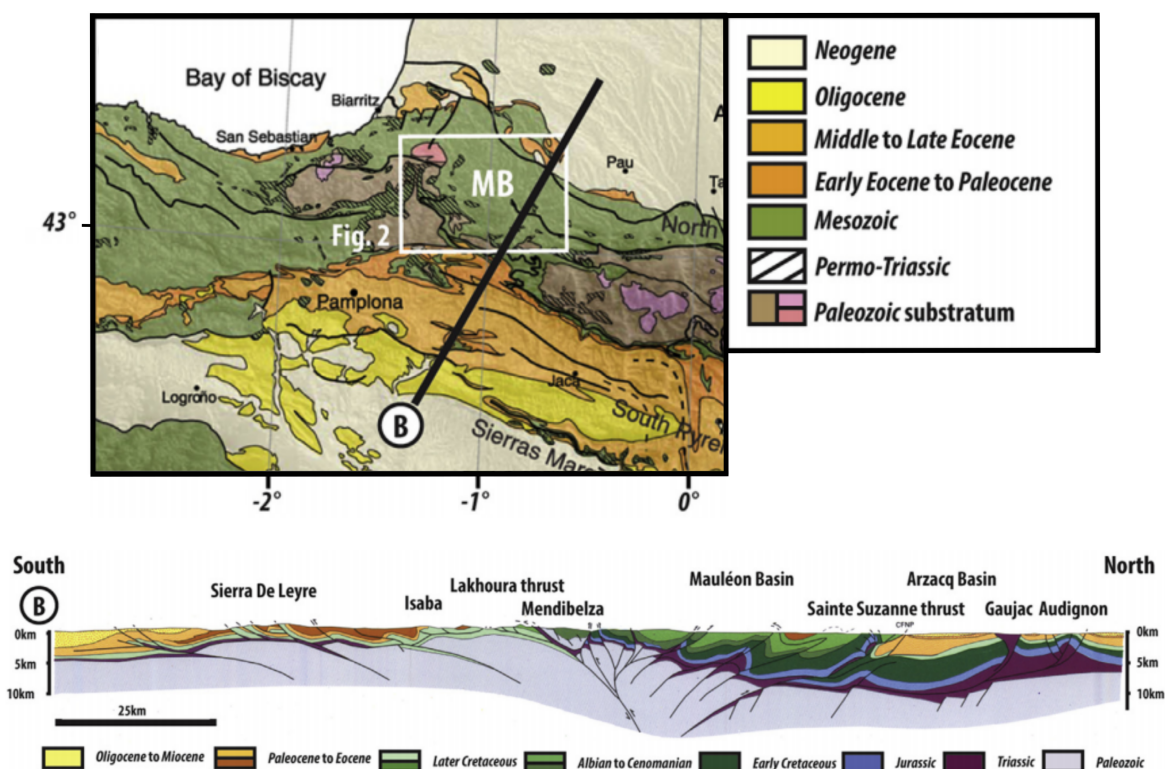 Bay of Biscay
Biarritz
San Sebastian
Pau
A
Ta
MB
43°
Fig. 2
North
Pamplona
Jaca
Logroño
South Pyre
Sierras Mar
B
-2°
-1°
0°
Neogene
Oligocene
Middle to Late Eocene
Early Eocene to Paleocene
Mesozoic
Permo-Triassic
Paleozoic substratum
South
North
B
Sierra De Leyre
Isaba
Lakhoura thrust
Mendibelza
Mauléon Basin
Arzacq Basin
Sainte Suzanne thrust
Gaujac Audignon
CFNP
0km
5km
10km
0km
5km
10km
25km
Oligocene to Miocene
Paleocene to Eocene
Later Cretaceous
Albian to Cenomanian
Early Cretaceous
Jurassic
Triassic
Paleozoic